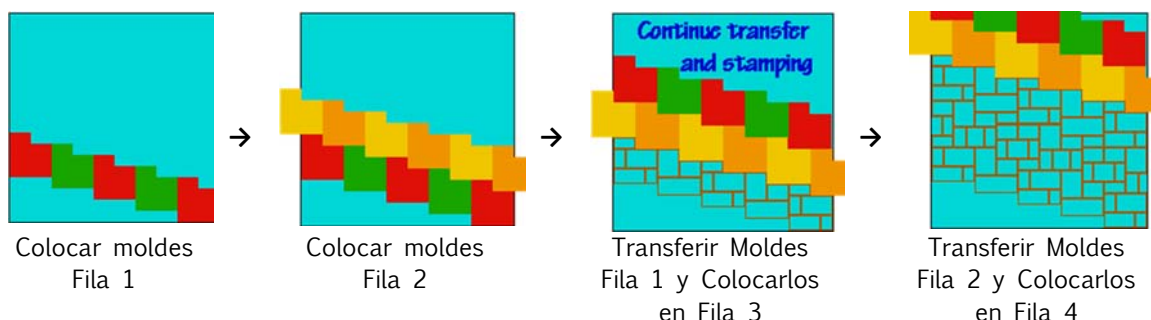 Continue transfer
and stamping
→
→
→
Colocar moldes
Fila 1
Colocar moldes
Fila 2
Transferir Moldes
Fila 1 y Colocarlos
en Fila 3
Transferir Moldes
Fila 2 y Colocarlos
en Fila 4